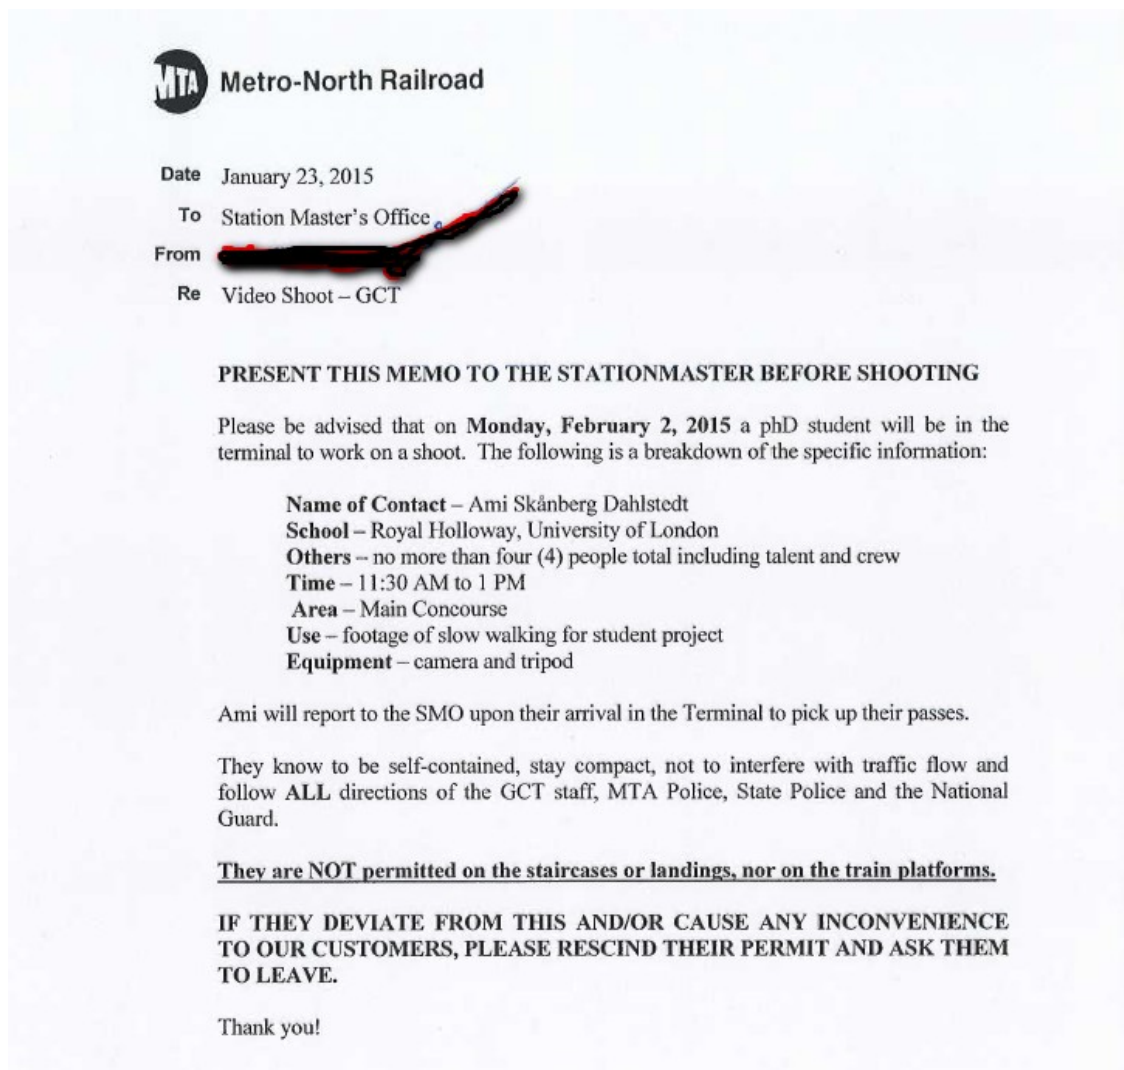 MTA Metro-North Railroad
Date January 23, 2015
To Station Master's Office
From
Re Video Shoot – GCT
PRESENT THIS MEMO TO THE STATIONMASTER BEFORE SHOOTING
Please be advised that on Monday, February 2, 2015 a phD student will be in the
terminal to work on a shoot. The following is a breakdown of the specific information:
Name of Contact – Ami Skånberg Dahlstedt
School – Royal Holloway, University of London
Others – no more than four (4) people total including talent and crew
Time – 11:30 AM to 1 PM
Area – Main Concourse
Use – footage of slow walking for student project
Equipment – camera and tripod
Ami will report to the SMO upon their arrival in the Terminal to pick up their passes.
They know to be self-contained, stay compact, not to interfere with traffic flow and
follow ALL directions of the GCT staff, MTA Police, State Police and the National
Guard.
They are NOT permitted on the staircases or landings, nor on the train platforms.
IF THEY DEVIATE FROM THIS AND/OR CAUSE ANY INCONVENIENCE
TO OUR CUSTOMERS, PLEASE RESCIND THEIR PERMIT AND ASK THEM
TO LEAVE.
Thank you!